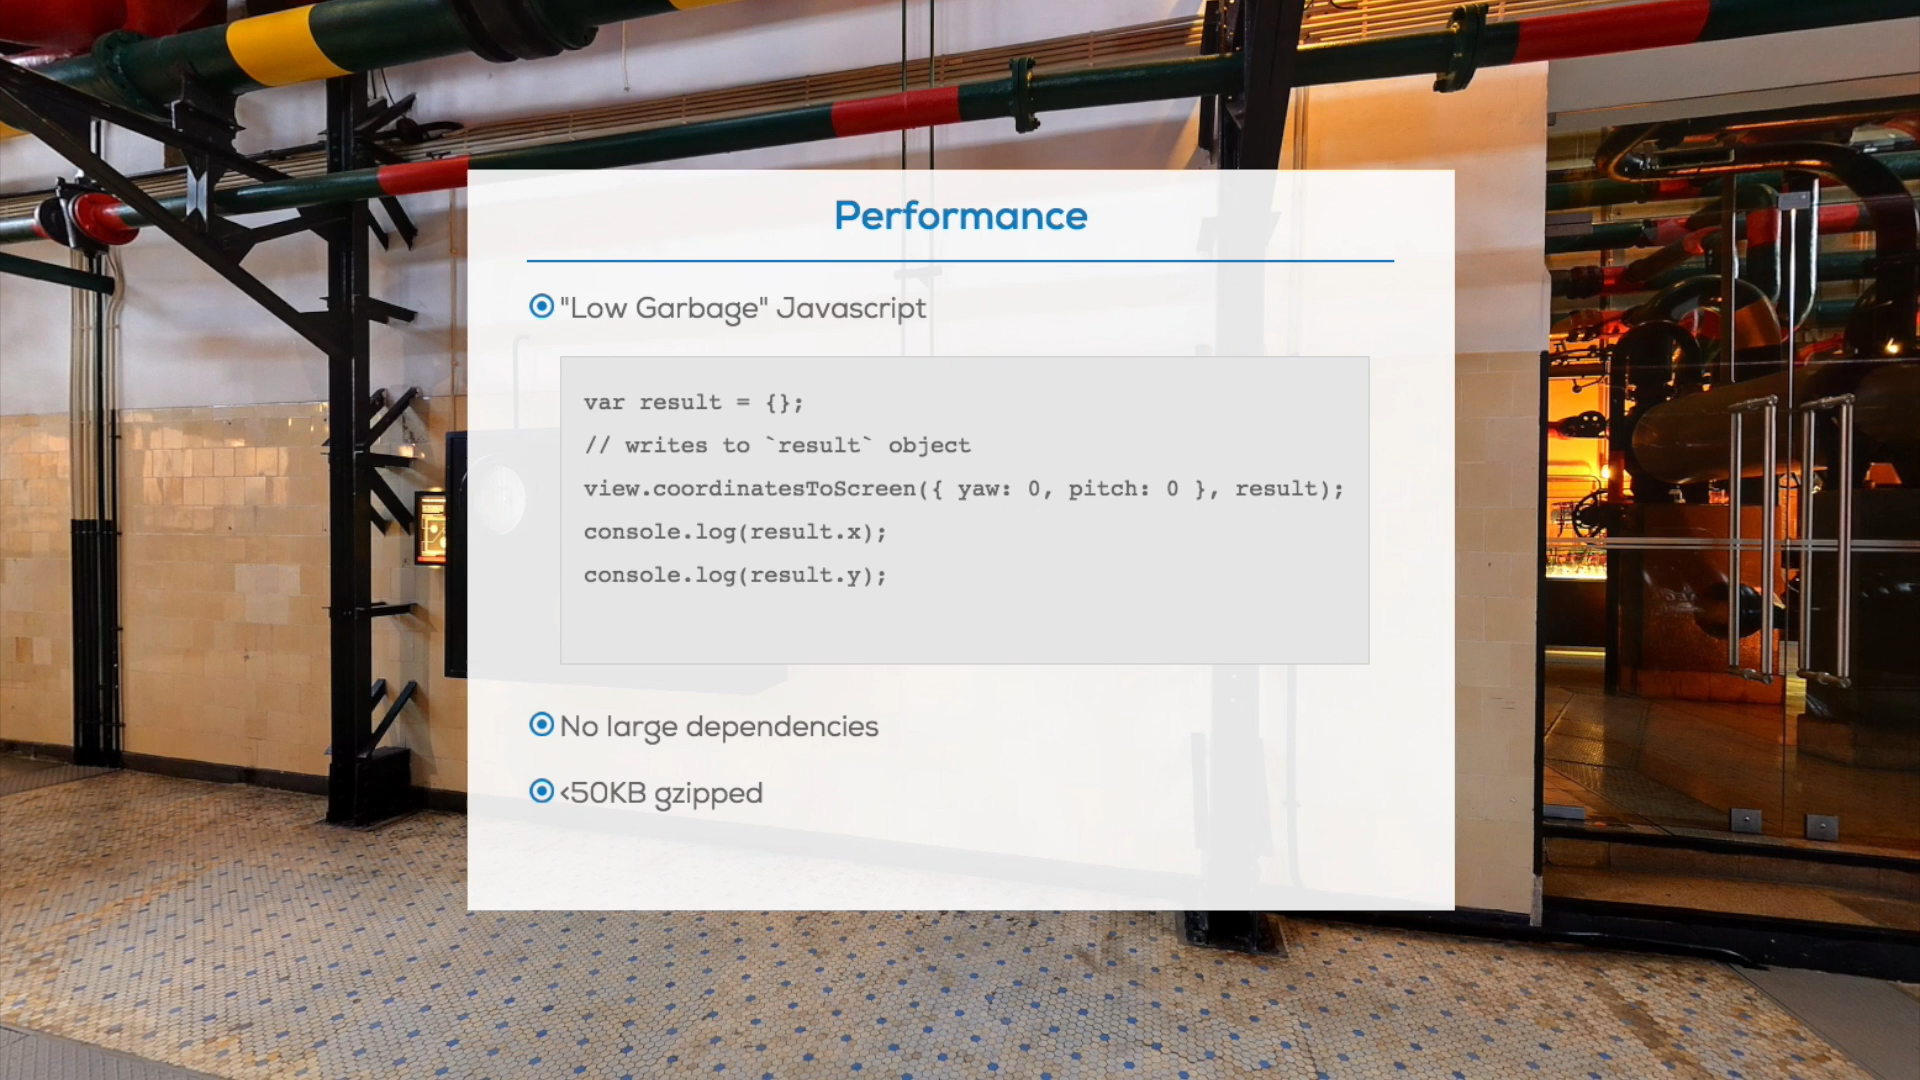 Performance
"Low Garbage" Javascript
var result = {};
// writes to `result` object
view.coordinatesToScreen({ yaw: 0, pitch: 0 }, result);
console.log(result.x);
console.log(result.y);
No large dependencies
<50KB gzipped